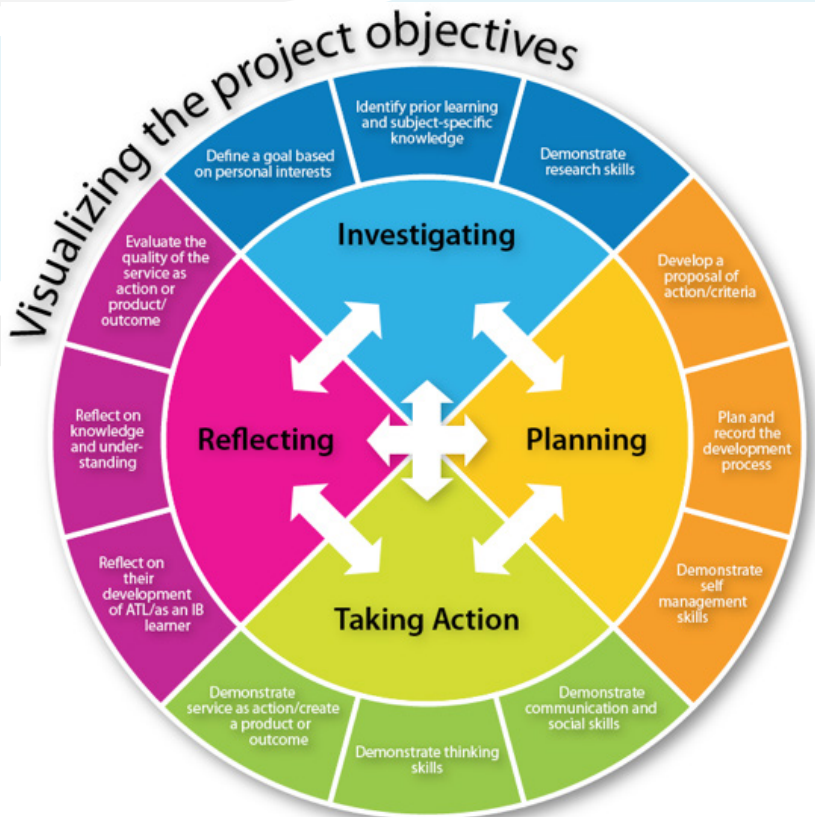 Visualizing the project objectives
Define a goal based
on personal interests
Identify prior learning
and subject-specific
knowledge
Demonstrate
research skills
Investigating
Evaluate the
quality of the
service as
action or
product/
outcome
Develop a
proposal of
action/criteria
Reflect on
knowledge
and under-
standing
Reflecting
Planning
Plan and
record the
development
process
Reflect on
their
development
of ATL/as an IB
learner
Demonstrate
self
management
skills
Taking Action
Demonstrate
service as action/create
a product or
outcome
Demonstrate thinking
skills
Demonstrate
communication and
social skills